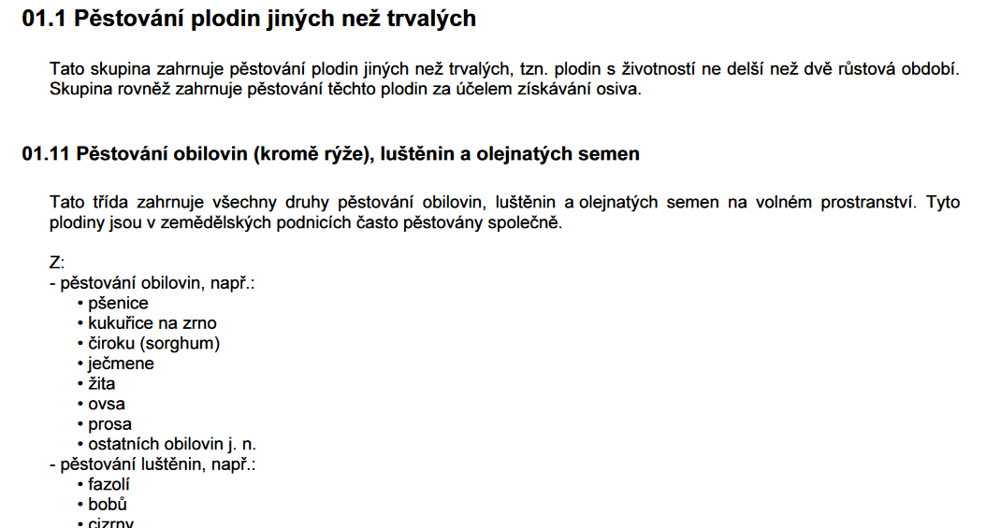 01.1 Pěstování plodin jiných než trvalých
Tato skupina zahrnuje pěstování plodin jiných než trvalých, tzn. plodin s životností ne delší než dvě růstová období.
Skupina rovněž zahrnuje pěstování těchto plodin za účelem získávání osiva.
01.11 Pěstování obilovin (kromě rýže), luštěnin a olejnatých semen
Tato třída zahrnuje všechny druhy pěstování obilovin, luštěnin a olejnatých semen na volném prostranství. Tyto
plodiny jsou v zemědělských podnicích často pěstovány společně.
Z:
- pěstování obilovin, např.:
• pšenice
• kukuřice na zrno
• čiroku (sorghum)
• ječmene
• žita
• ovsa
• prosa
• ostatních obilovin j. n.
- pěstování luštěnin, např.:
• fazolí
• bobů
• cizrny